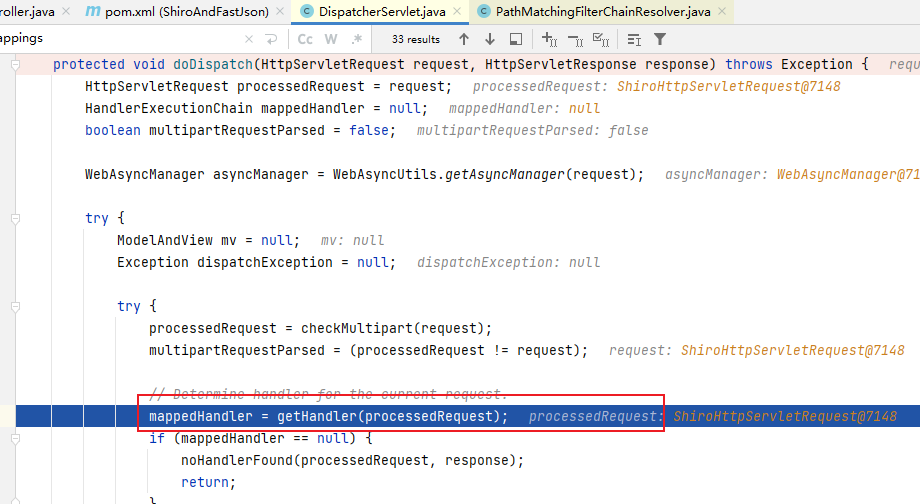 roller.java × pom.xml (ShiroAndFastJson) × DispatcherServlet.java × PathMatchingFilterChainResolver.java ×
appings × Cc W .* 33 results
protected void doDispatch(HttpServletRequest request, HttpServletResponse response) throws Exception { requ
HttpServletRequest processedRequest = request; processedRequest: ShiroHttpServletRequest@7148
HandlerExecutionChain mappedHandler = null; mappedHandler: null
boolean multipartRequestParsed = false; multipartRequestParsed: false
WebAsyncManager asyncManager = WebAsyncUtils.getAsyncManager(request); asyncManager: WebAsyncManager@71
try {
ModelAndView mv = null; mv: null
Exception dispatchException = null; dispatchException: null
try {
processedRequest = checkMultipart(request);
multipartRequestParsed = (processedRequest != request); request: ShiroHttpServletRequest@7148
// Determine handler for the current request.
mappedHandler = getHandler(processedRequest); processedRequest: ShiroHttpServletRequest@7148
if (mappedHandler == null) {
noHandlerFound(processedRequest, response);
return;
}